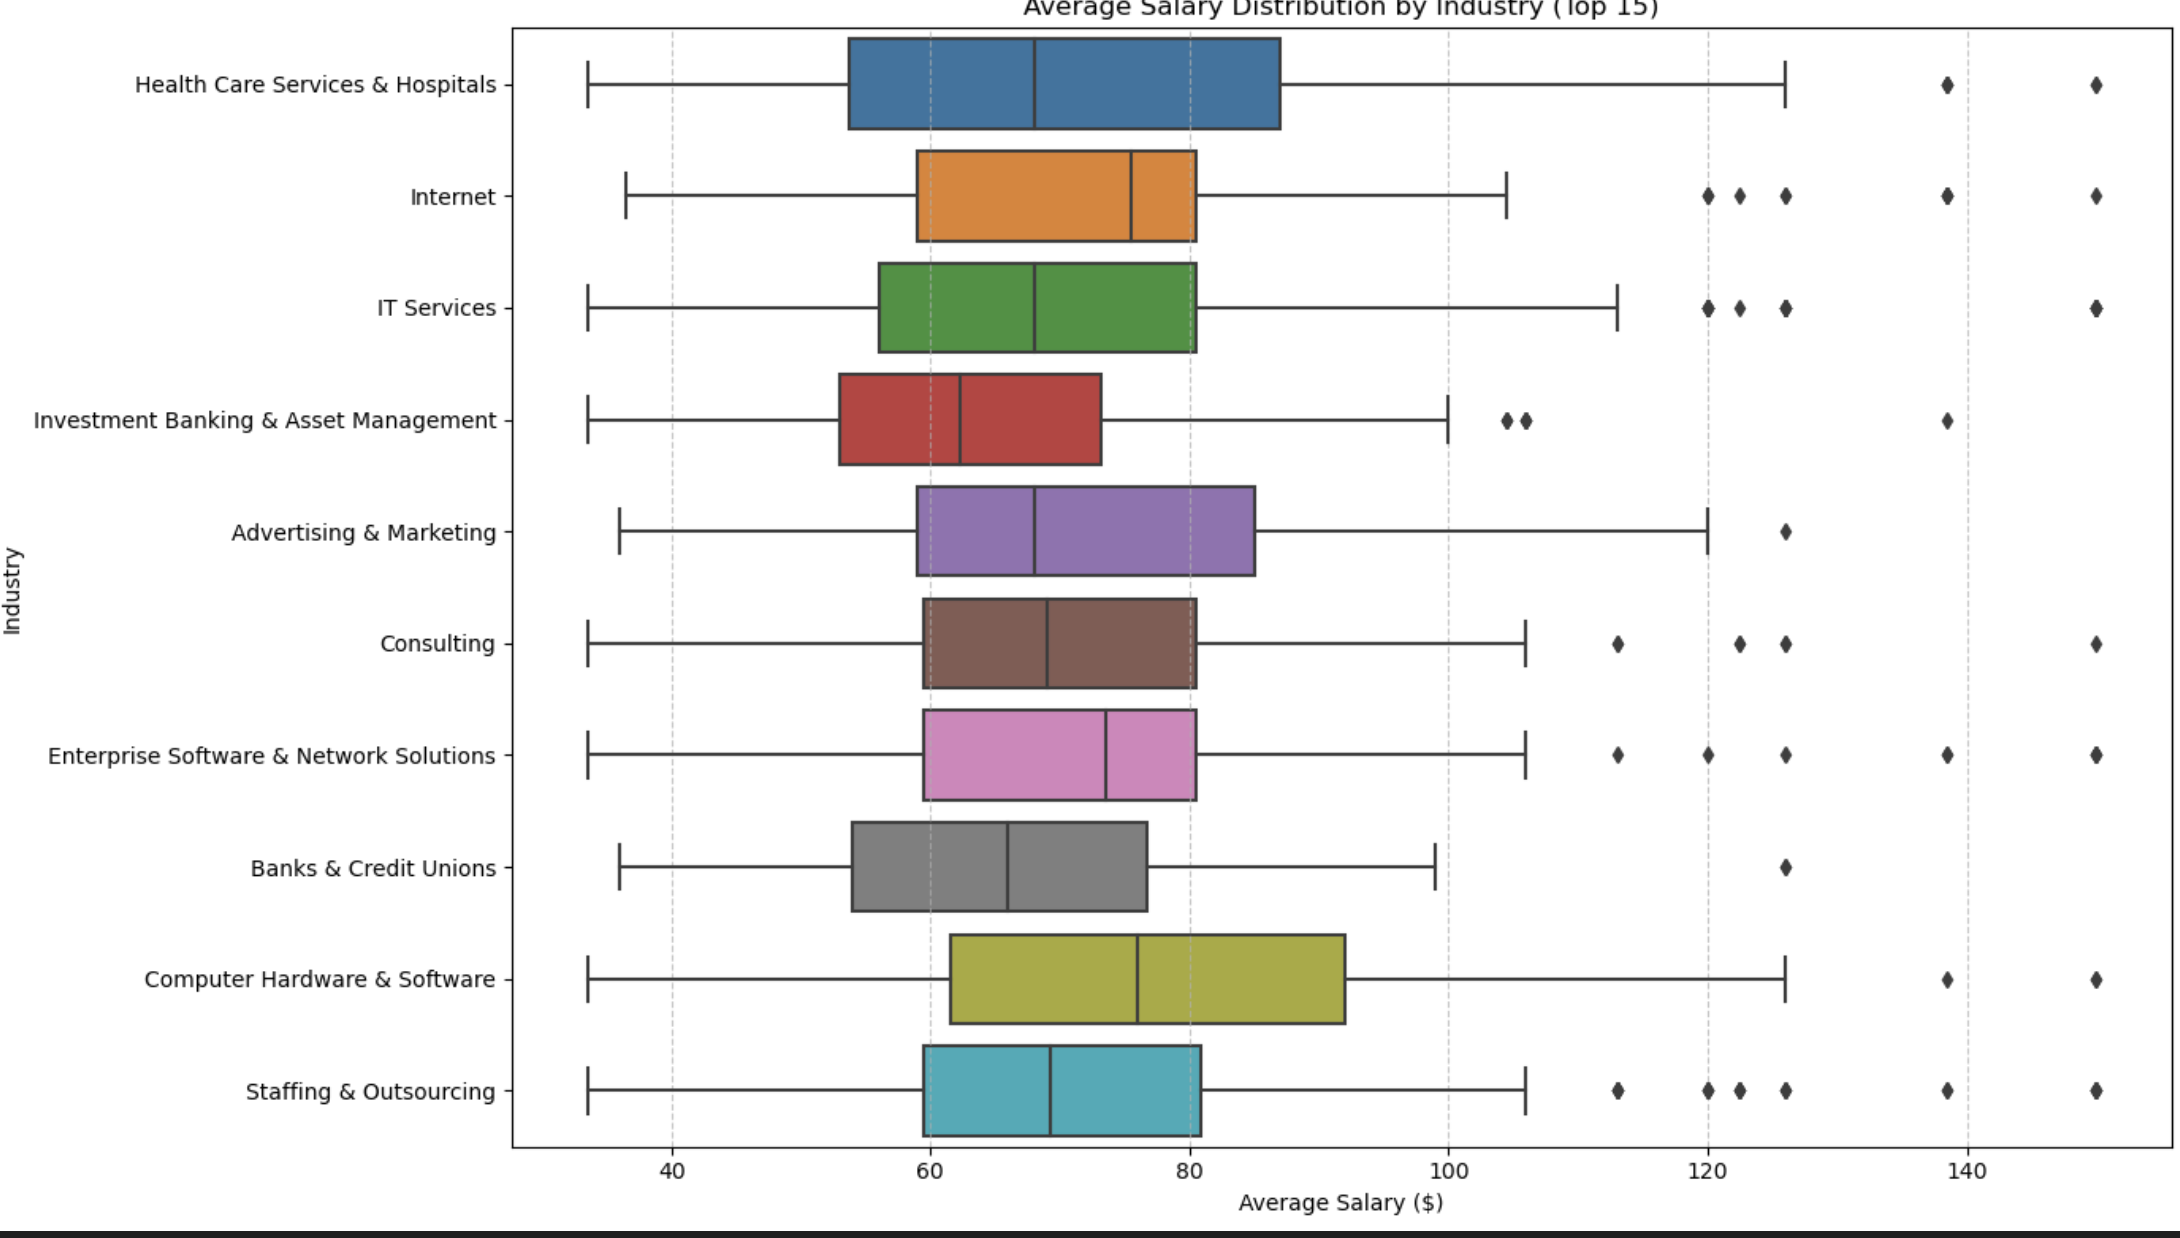 Average Salary Distribution by Industry (Top 15)
Health Care Services & Hospitals
Internet
IT Services
Investment Banking & Asset Management
Advertising & Marketing
Consulting
Enterprise Software & Network Solutions
Banks & Credit Unions
Computer Hardware & Software
Staffing & Outsourcing
Industry
40 60 80 100 120 140
Average Salary ($)